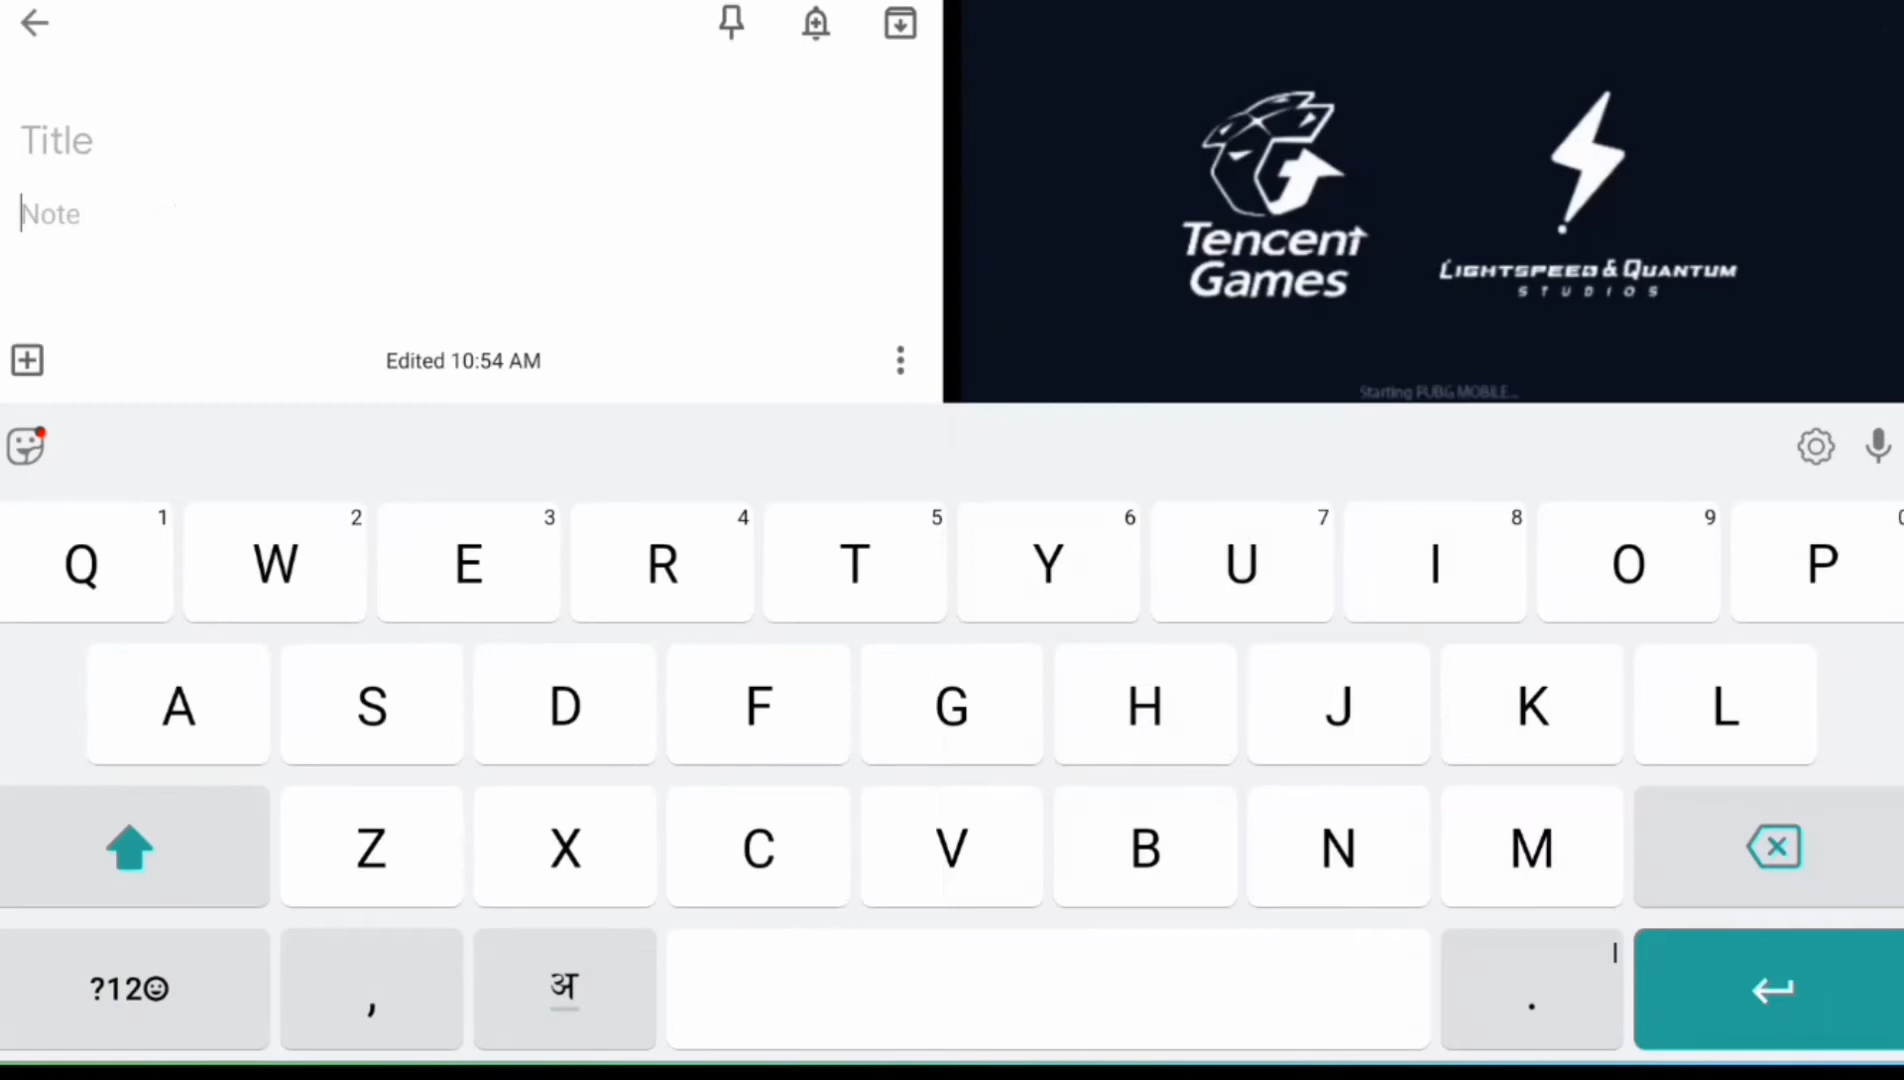 Title
Note
Edited 10:54 AM
Tencent
Games
LIGHTSPEED & QUANTUM
STUDIOS
Starting PUBG MOBILE...
1 2 3 4 5 6 7 8 9 0
Q W E R T Y U I O P
A S D F G H J K L
Z X C V B N M
?12☺ , अ . |